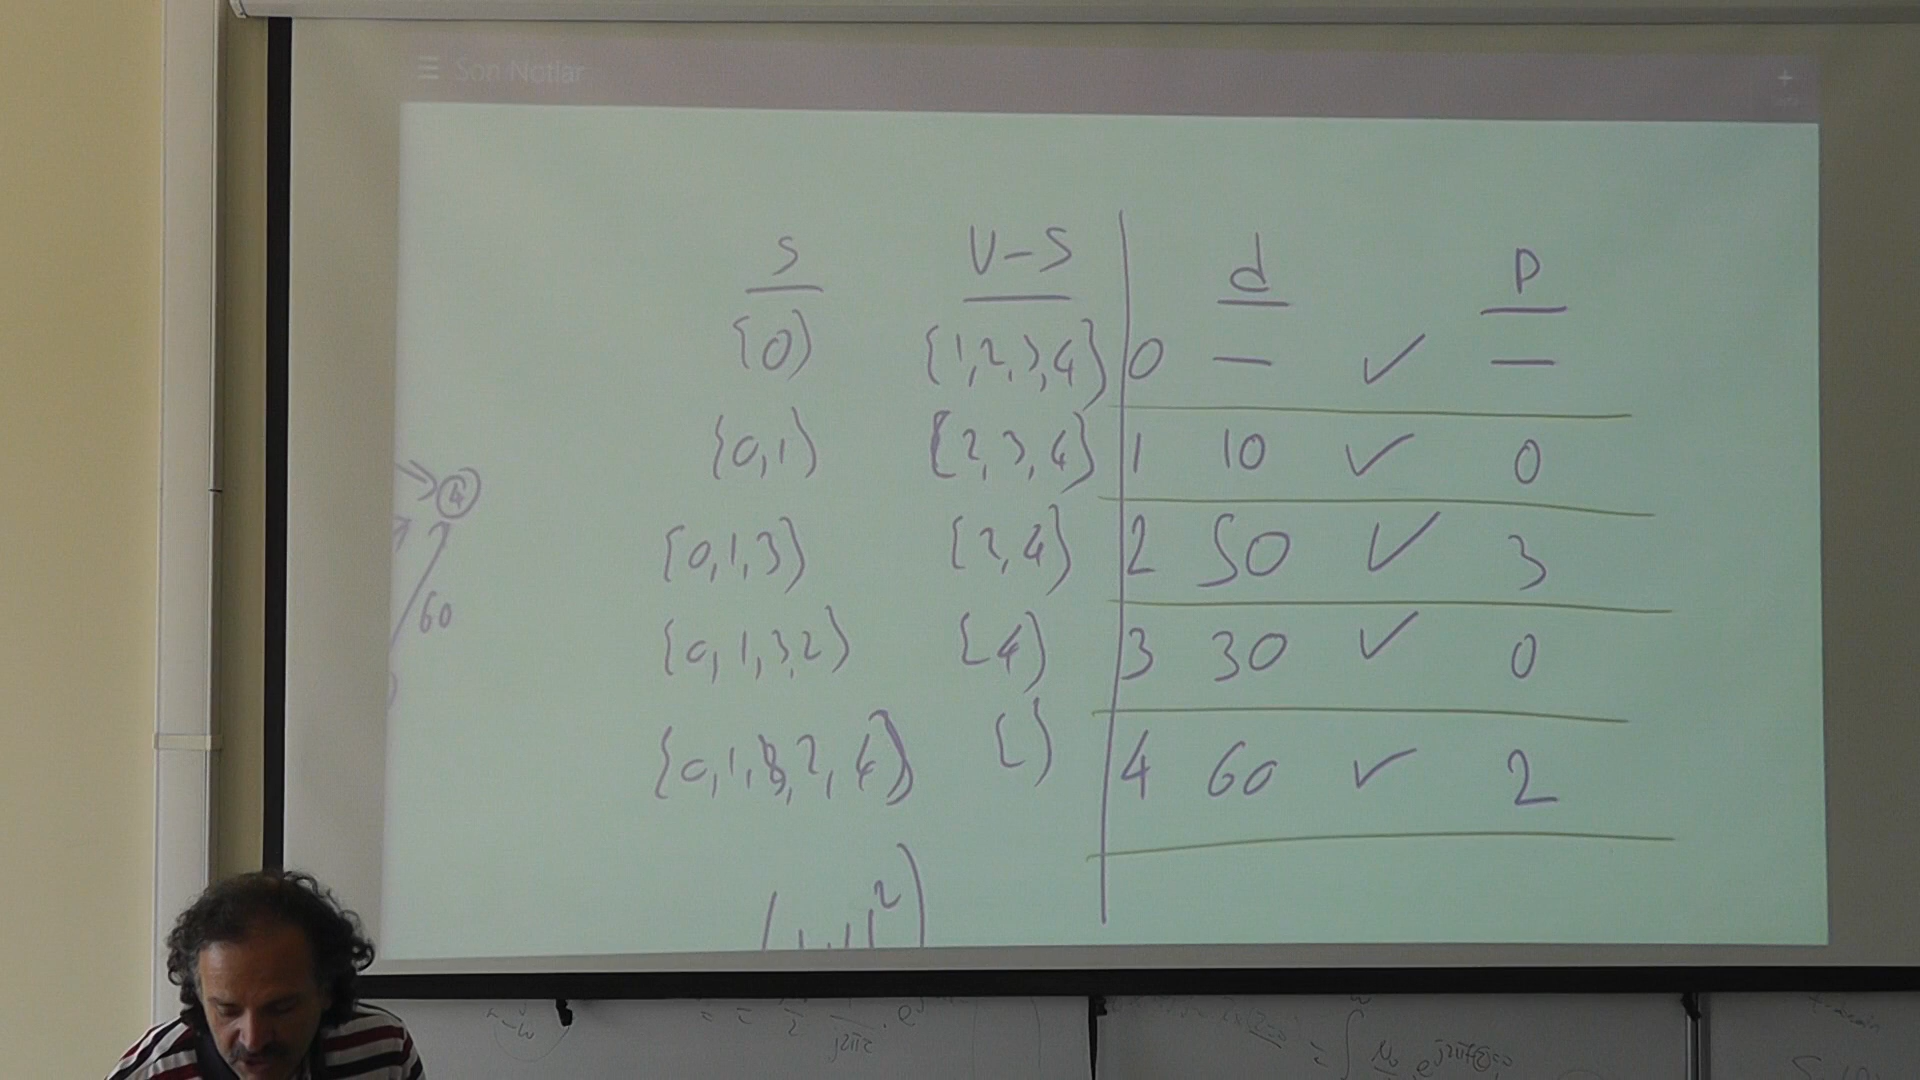 ☰ Son Notlar +
S V-S d P
{0} {1,2,3,4} 0 — ✓ —
{0,1} {2,3,4} 1 10 ✓ 0
{0,1,3} {2,4} 2 50 ✓ 3
{0,1,3,2} {4} 3 30 ✓ 0
{0,1,3,2,4} {} 4 60 ✓ 2
4
60